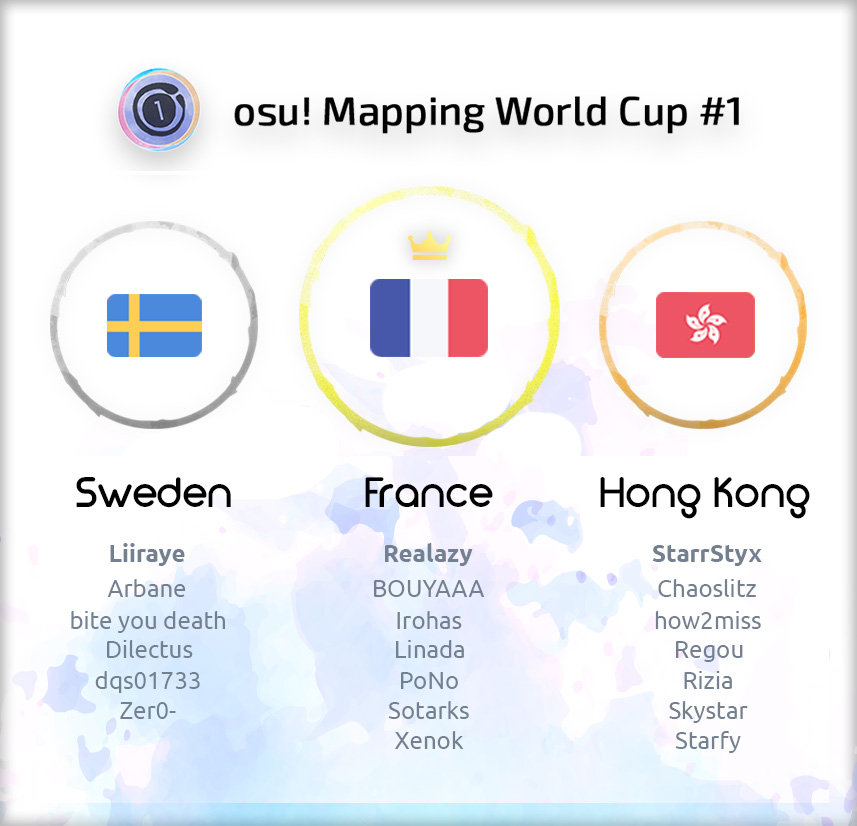 1
osu! Mapping World Cup #1
Sweden
Liiraye
Arbane
bite you death
Dilectus
dqs01733
Zer0-
France
Realazy
BOUYAAA
Irohas
Linada
PoNo
Sotarks
Xenok
Hong Kong
StarrStyx
Chaoslitz
how2miss
Regou
Rizia
Skystar
Starfy